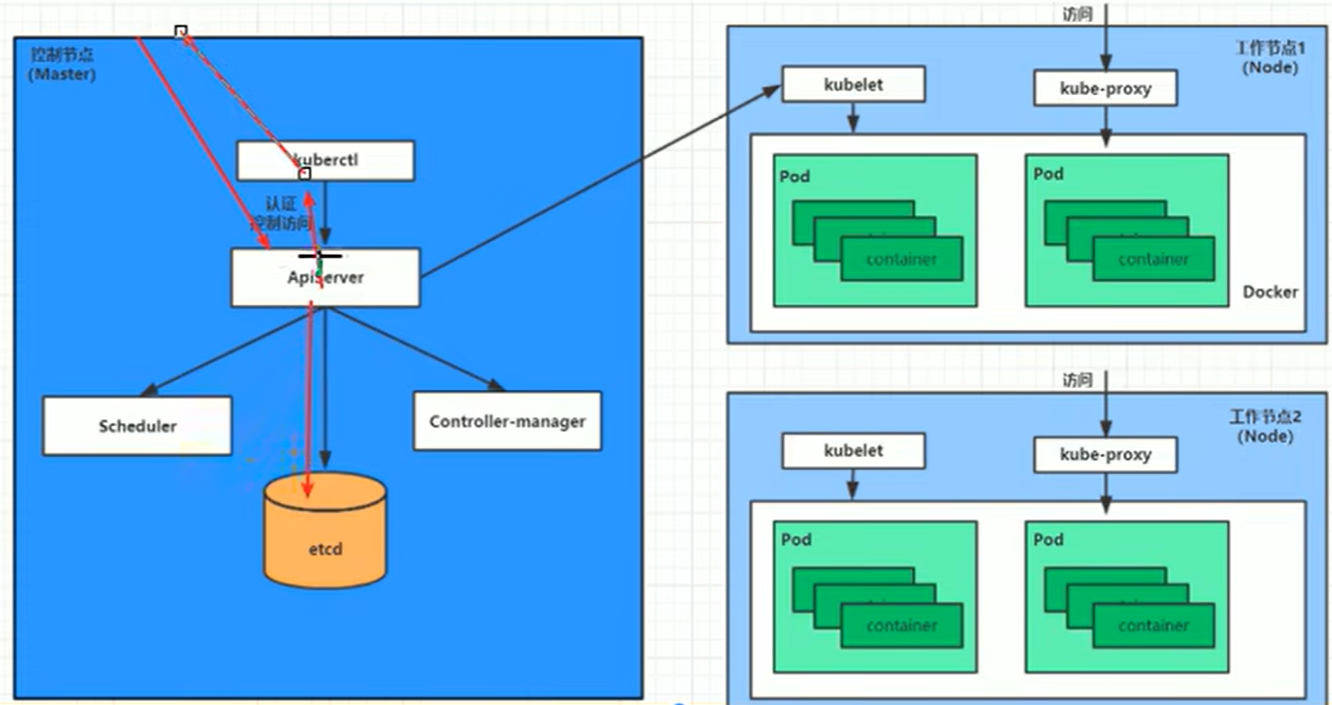 控制节点
(Master)
kuberctl
认证
控制访问
ApiServer
Scheduler
Controller-manager
etcd
访问
工作节点1
(Node)
kubelet
kube-proxy
Pod
container
Pod
container
Docker
访问
工作节点2
(Node)
kubelet
kube-proxy
Pod
container
Pod
container